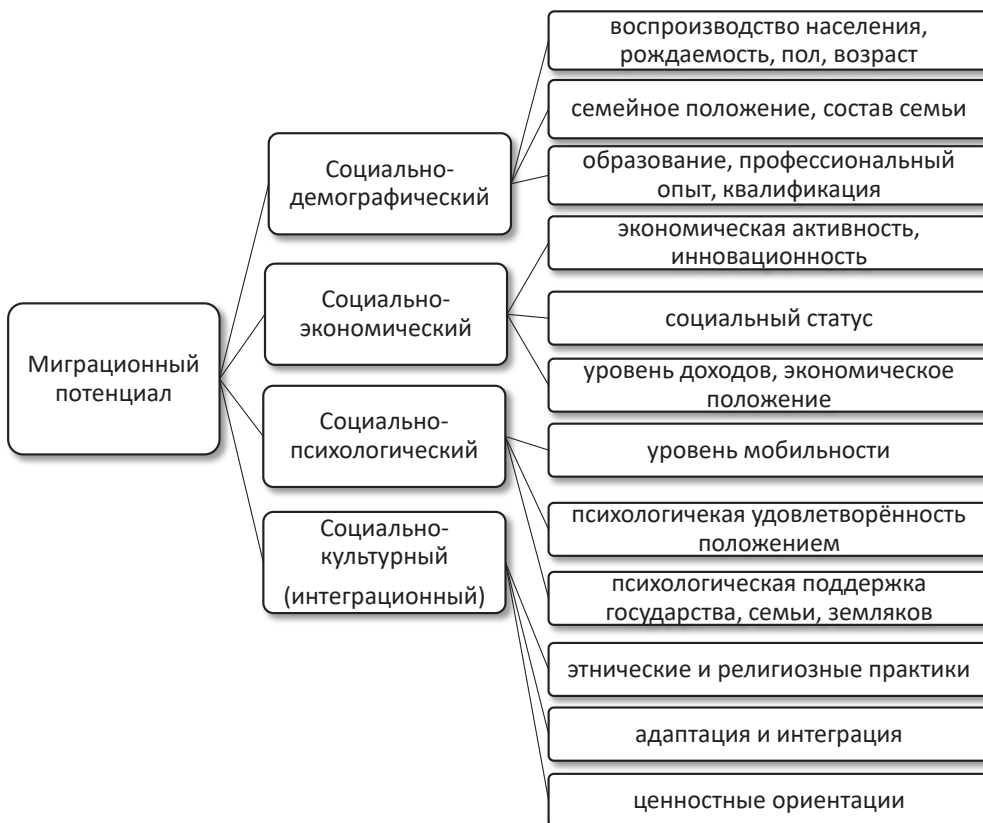 Миграционный
потенциал
Социально-
демографический
воспроизводство населения,
рождаемость, пол, возраст
семейное положение, состав семьи
образование, профессиональный
опыт, квалификация
Социально-
экономический
экономическая активность,
инновационность
социальный статус
уровень доходов, экономическое
положение
Социально-
психологический
уровень мобильности
психологичекая удовлетворённость
положением
психологическая поддержка
государства, семьи, земляков
Социально-
культурный
(интеграционный)
этнические и религиозные практики
адаптация и интеграция
ценностные ориентации